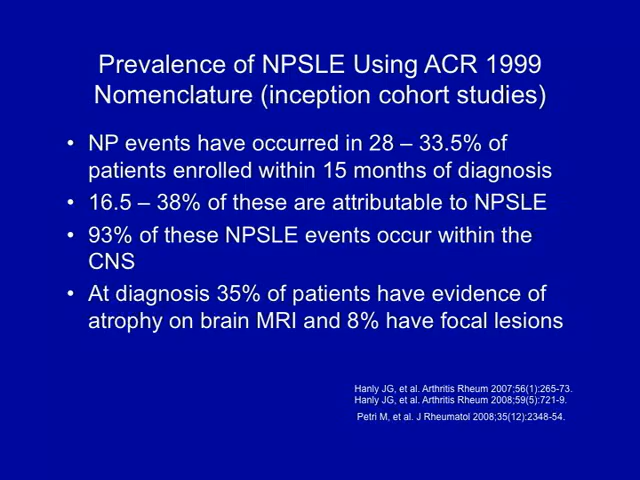 Prevalence of NPSLE Using ACR 1999
Nomenclature (inception cohort studies)
• NP events have occurred in 28 – 33.5% of
patients enrolled within 15 months of diagnosis
• 16.5 – 38% of these are attributable to NPSLE
• 93% of these NPSLE events occur within the
CNS
• At diagnosis 35% of patients have evidence of
atrophy on brain MRI and 8% have focal lesions
Hanly JG, et al. Arthritis Rheum 2007;56(1):265-73.
Hanly JG, et al. Arthritis Rheum 2008;59(5):721-9.
Petri M, et al. J Rheumatol 2008;35(12):2348-54.